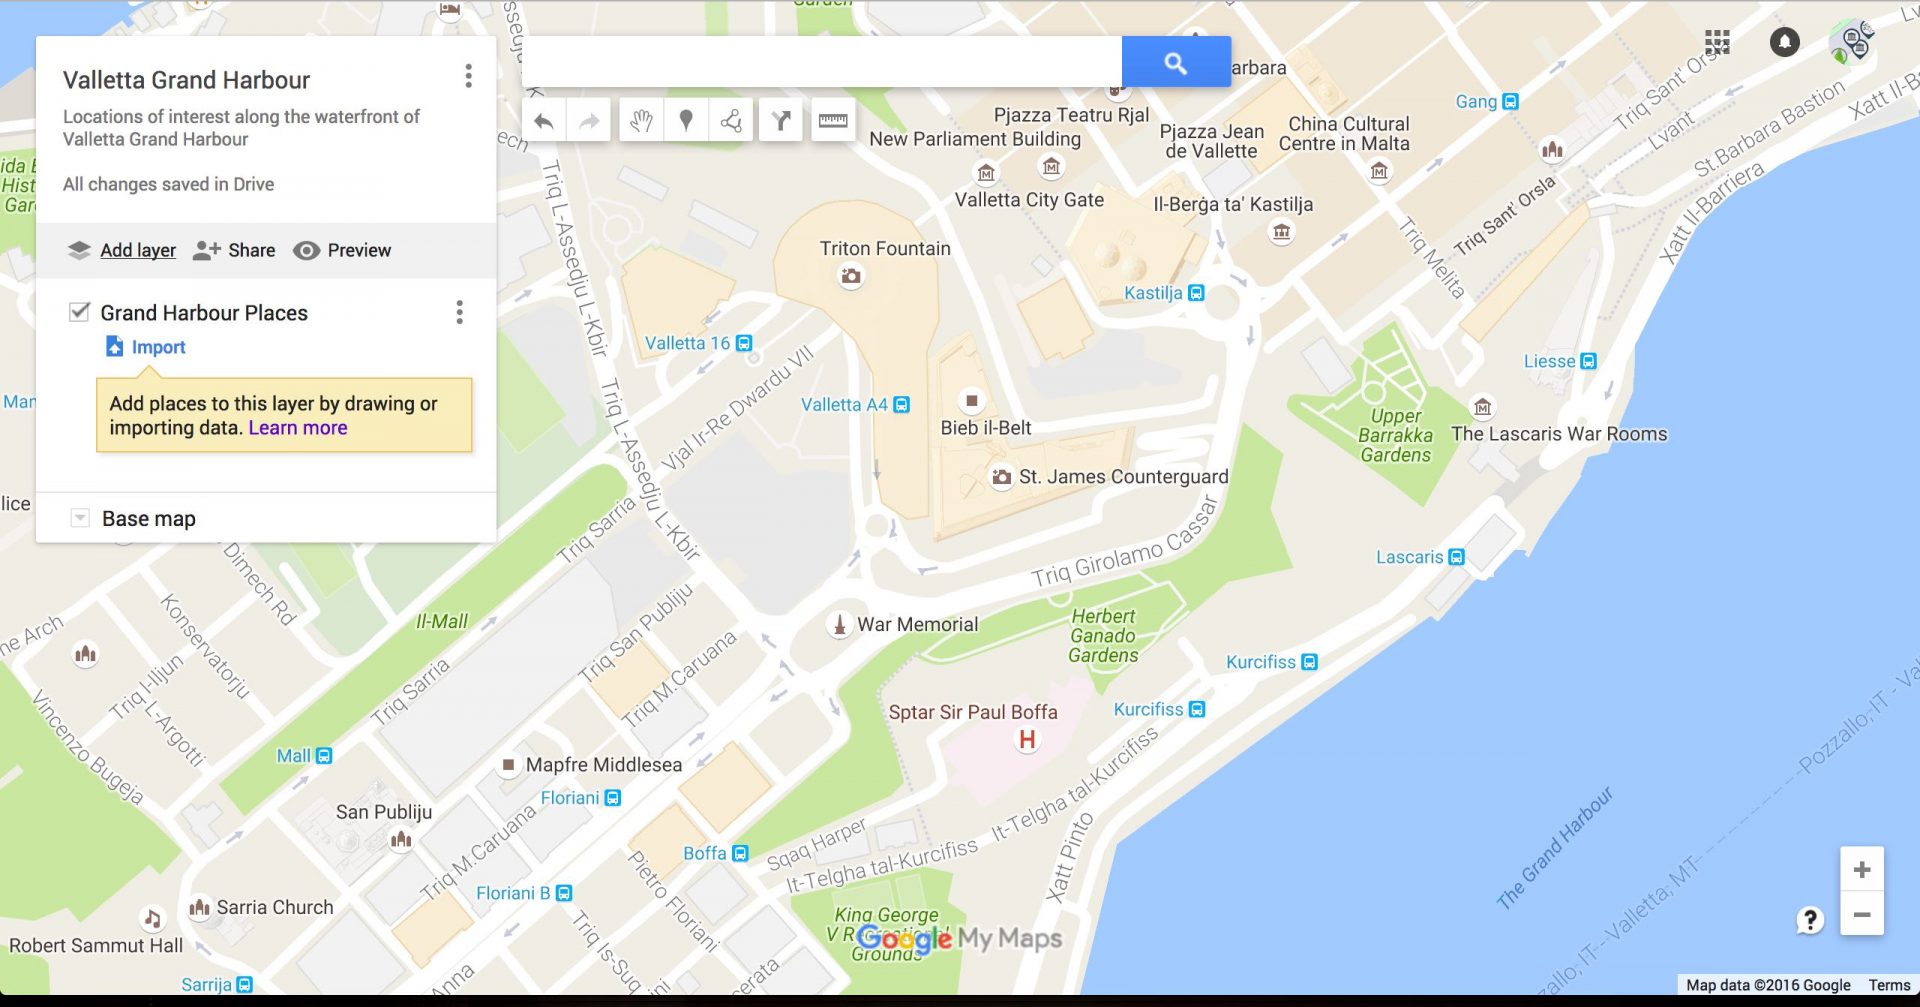 Valletta Grand Harbour
Locations of interest along the waterfront of
Valletta Grand Harbour
All changes saved in Drive
Add layer
Share
Preview
Grand Harbour Places
Import
Add places to this layer by drawing or
importing data. Learn more
Base map
arbara
Gang
Triq Sant' Orsla
Lvant
St.Barbara Bastion
Xatt Il-B
Xatt Il-Barriera
Triq Sant' Orsla
Triq Melita
Pjazza Teatru Rjal
New Parliament Building
Pjazza Jean
de Vallette
China Cultural
Centre in Malta
Valletta City Gate
Il-Berġa ta' Kastilja
Triton Fountain
Kastilja
Triq L-Assedju L-Kbir
Triq L-Assedju L-Kbir
Valletta 16
Vjal Ir-Re Dwardu VII
Valletta A4
Bieb il-Belt
St. James Counterguard
Upper
Barrakka
Gardens
Liesse
The Lascaris War Rooms
Lascaris
Triq Girolamo Cassar
Triq Sarria
Herbert
Ganado
Gardens
War Memorial
Il-Mall
Triq San Publiju
Triq M.Caruana
Dimech Rd
Konservatorju
ne Arch
Triq I-Iljun
Triq L-Argotti
Vincenzo Bugeja
Triq Sarria
Kurcifiss
Kurcifiss
Sptar Sir Paul Boffa
H
Mall
Mapfre Middlesea
Floriani
San Publiju
Triq M.Caruana
Boffa
Sqaq Harper
It-Telgha tal-Kurcifiss
It-Telgha tal-Kurcifiss
Xatt Pinto
Floriani B
Pietro Floriani
Sarria Church
Robert Sammut Hall
Sarrija
Anna
King George
V Recreational
Grounds
Google My Maps
The Grand Harbour
Pozzallo, IT - Va
Pozzallo, IT - Valletta, MT
?
+
−
Map data ©2016 Google
Terms